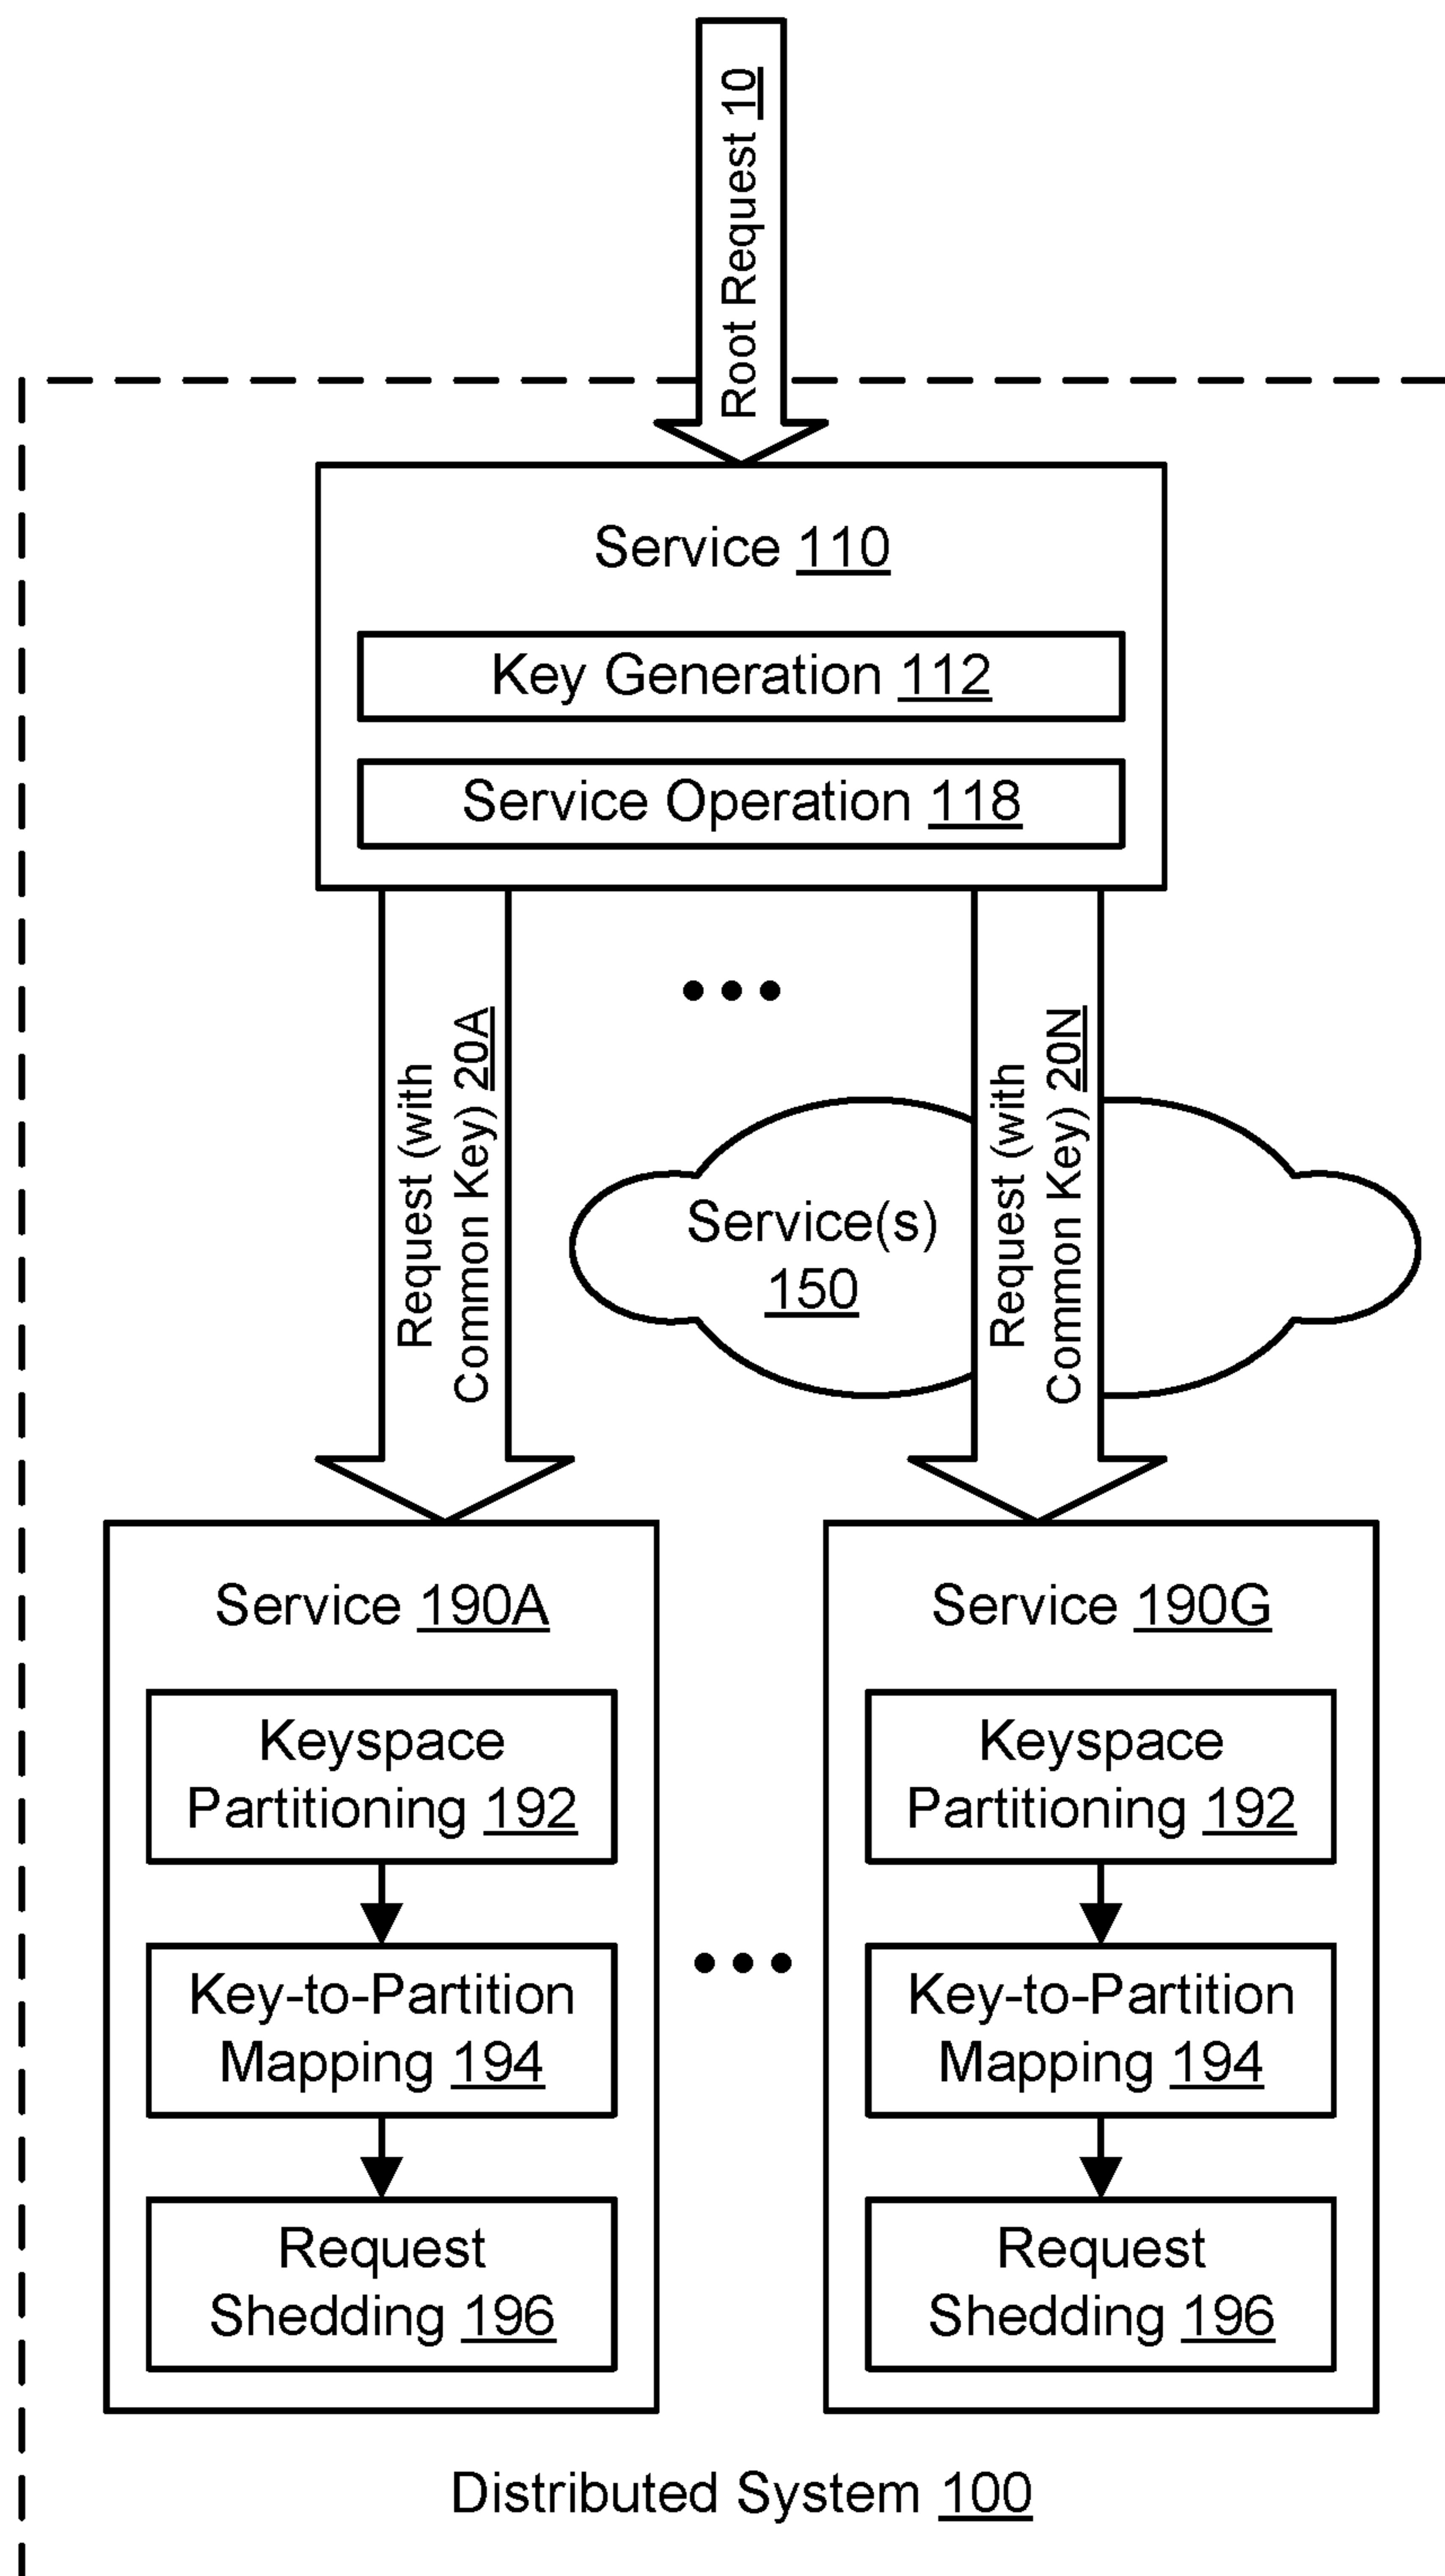 Root Request 10
Service 110
Key Generation 112
Service Operation 118
Request (with
Common Key) 20A
Service(s)
150
Request (with
Common Key) 20N
Service 190A
Keyspace
Partitioning 192
Key-to-Partition
Mapping 194
Request
Shedding 196
Service 190G
Keyspace
Partitioning 192
Key-to-Partition
Mapping 194
Request
Shedding 196
Distributed System 100